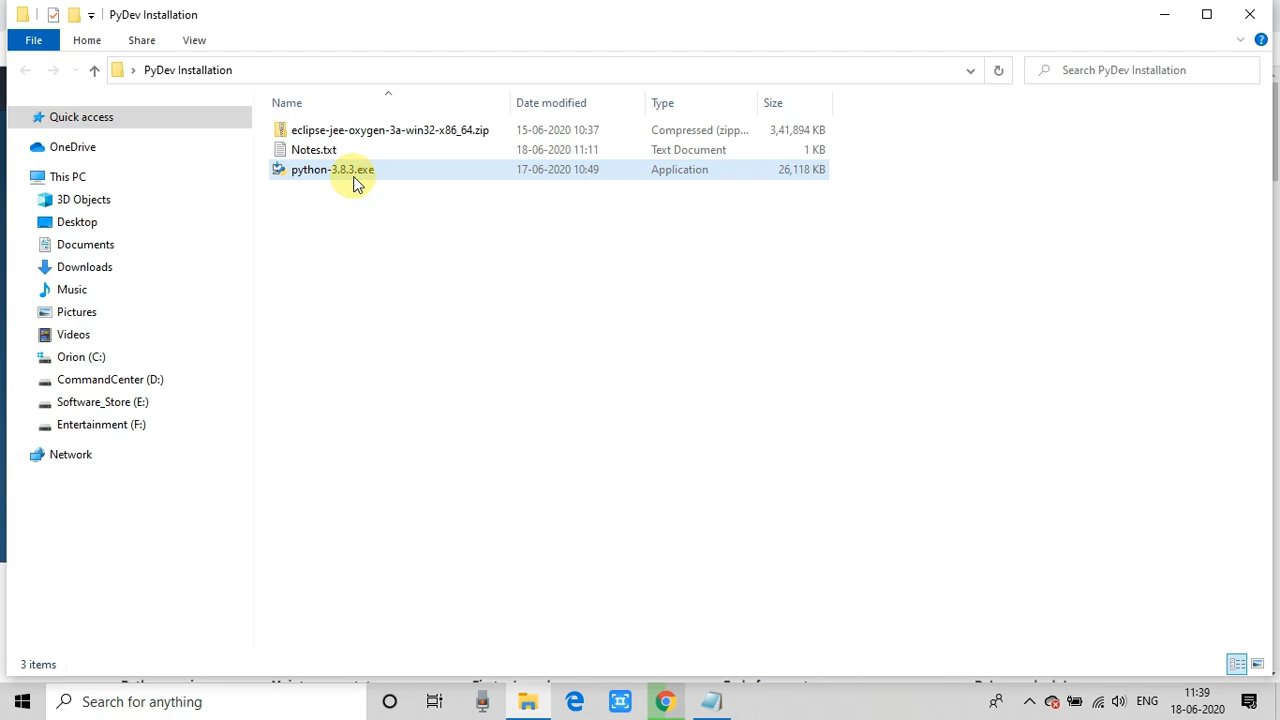 PyDev Installation
File Home Share View
PyDev Installation
Search PyDev Installation
Name Date modified Type Size
eclipse-jee-oxygen-3a-win32-x86_64.zip 15-06-2020 10:37 Compressed (zipp... 3,41,894 KB
Notes.txt 18-06-2020 11:11 Text Document 1 KB
python-3.8.3.exe 17-06-2020 10:49 Application 26,118 KB
Quick access
OneDrive
This PC
3D Objects
Desktop
Documents
Downloads
Music
Pictures
Videos
Orion (C:)
CommandCenter (D:)
Software_Store (E:)
Entertainment (F:)
Network
3 items
Search for anything
ENG
11:39
18-06-2020